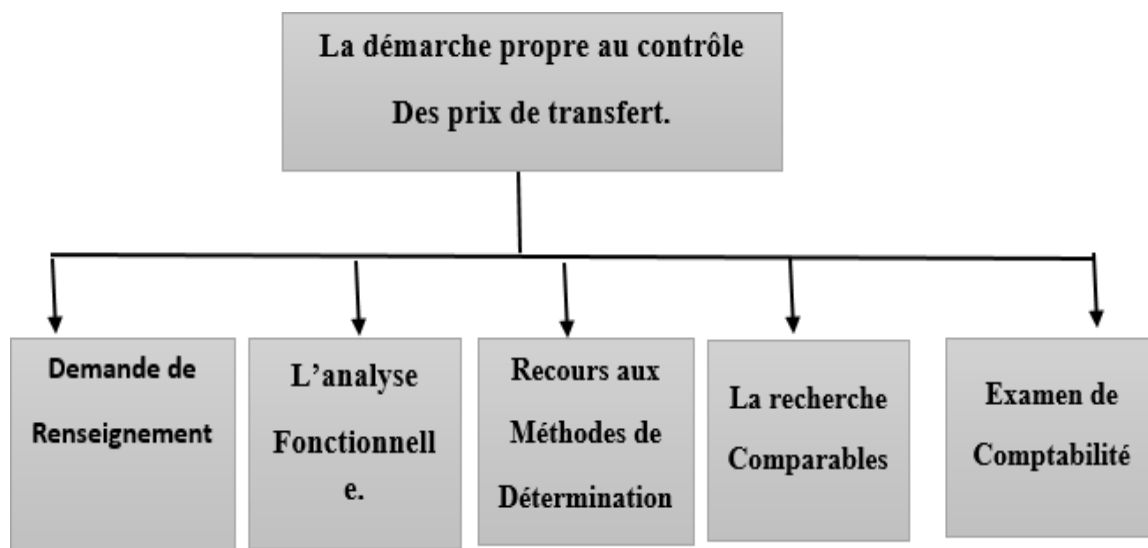 La démarche propre au contrôle
Des prix de transfert.
Demande de
Renseignement
L’analyse
Fonctionnell
e.
Recours aux
Méthodes de
Détermination
La recherche
Comparables
Examen de
Comptabilité